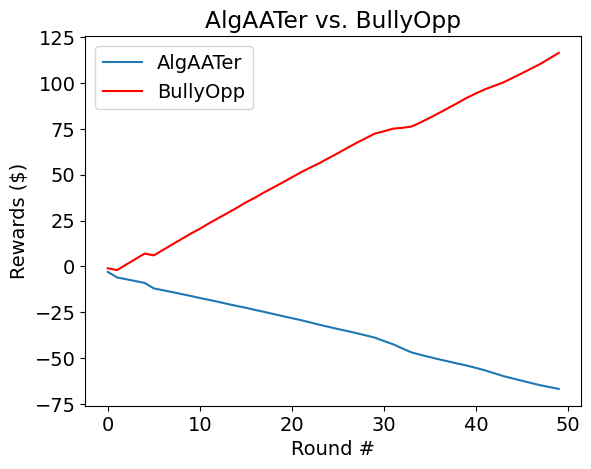 AlgAATer vs. BullyOpp
AlgAATer
BullyOpp
Rewards ($)
125
100
75
50
25
0
−25
−50
−75
0 10 20 30 40 50
Round #